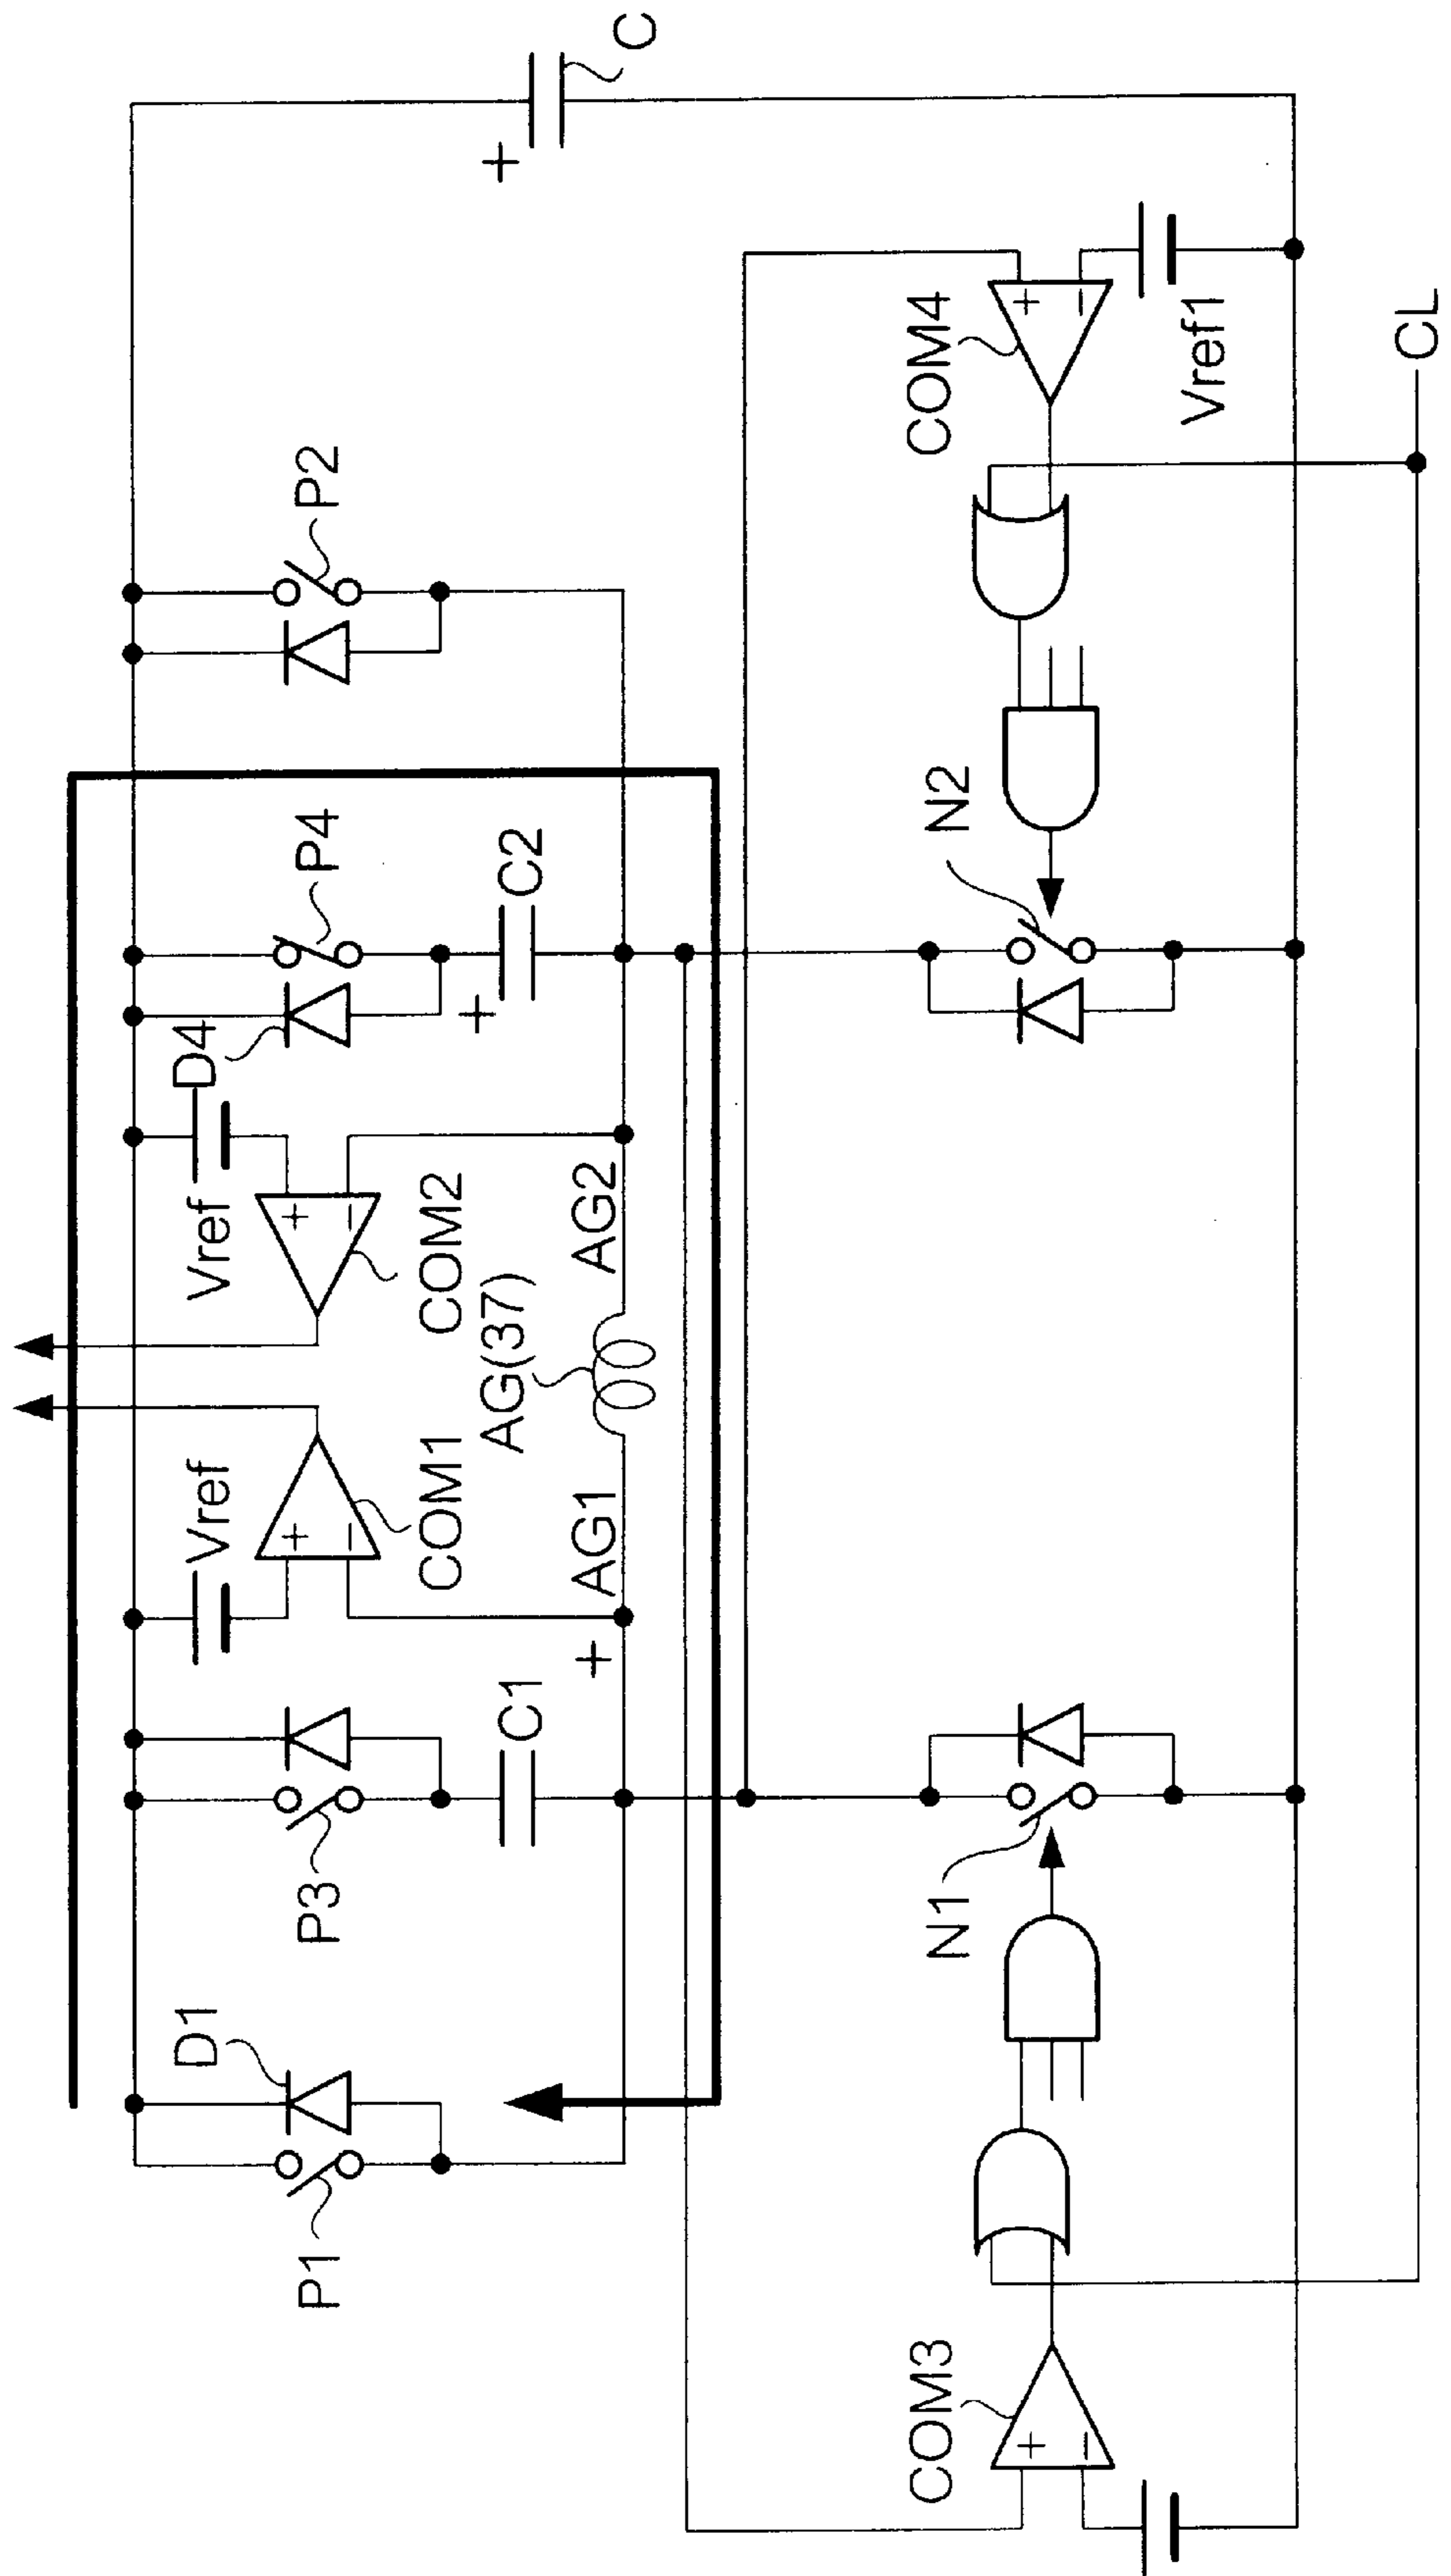 C
+
P2
P4
C2
+
D4
Vref
+
−
COM2
AG2
AG(37)
Vref
+
−
COM1
AG1
+
C1
P3
D1
P1
COM4
+
−
Vref1
CL
N2
N1
COM3
+
−